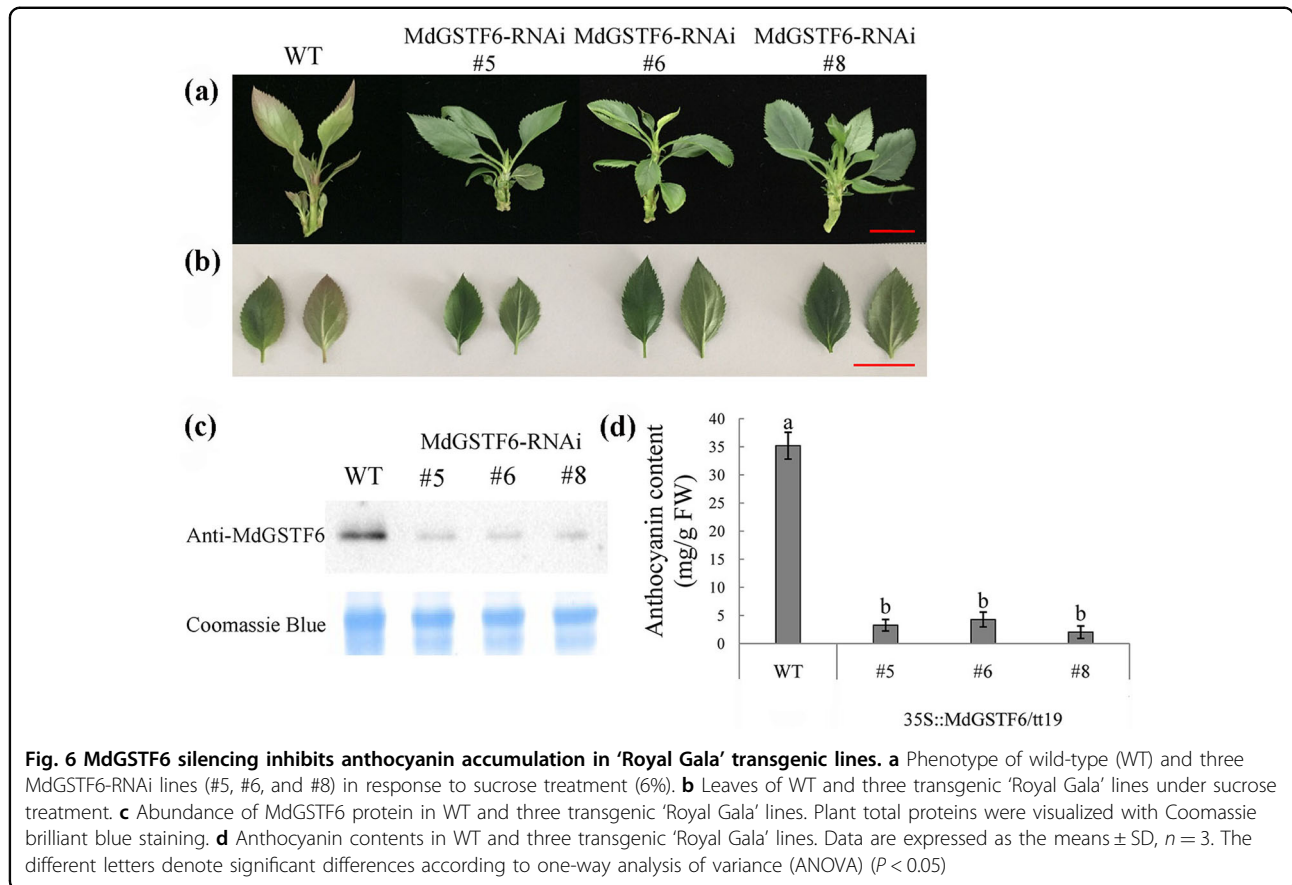 WT MdGSTF6-RNAi MdGSTF6-RNAi MdGSTF6-RNAi
#5 #6 #8
(a)
(b)
(c)
MdGSTF6-RNAi
WT #5 #6 #8
Anti-MdGSTF6
Coomassie Blue
(d)
Anthocyanin content
(mg/g FW)
40
35
30
25
20
15
10
5
0
a
b b b
WT #5 #6 #8
35S::MdGSTF6/tt19
Fig. 6 MdGSTF6 silencing inhibits anthocyanin accumulation in ‘Royal Gala’ transgenic lines. a Phenotype of wild-type (WT) and three
MdGSTF6-RNAi lines (#5, #6, and #8) in response to sucrose treatment (6%). b Leaves of WT and three transgenic ‘Royal Gala’ lines under sucrose
treatment. c Abundance of MdGSTF6 protein in WT and three transgenic ‘Royal Gala’ lines. Plant total proteins were visualized with Coomassie
brilliant blue staining. d Anthocyanin contents in WT and three transgenic ‘Royal Gala’ lines. Data are expressed as the means ± SD, n = 3. The
different letters denote significant differences according to one-way analysis of variance (ANOVA) (P < 0.05)